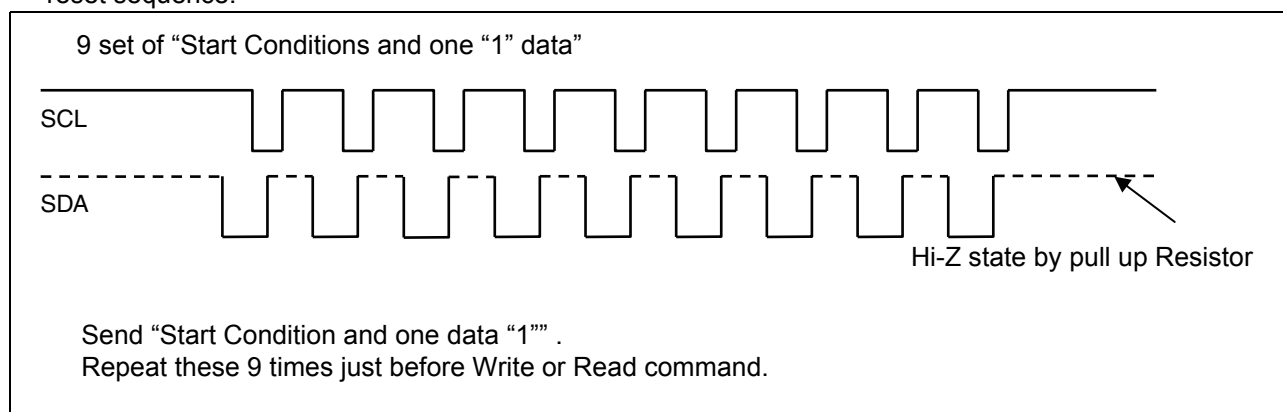 reset sequence.
9 set of “Start Conditions and one “1” data”
SCL
SDA
Hi-Z state by pull up Resistor
Send “Start Condition and one data “1”” .
Repeat these 9 times just before Write or Read command.